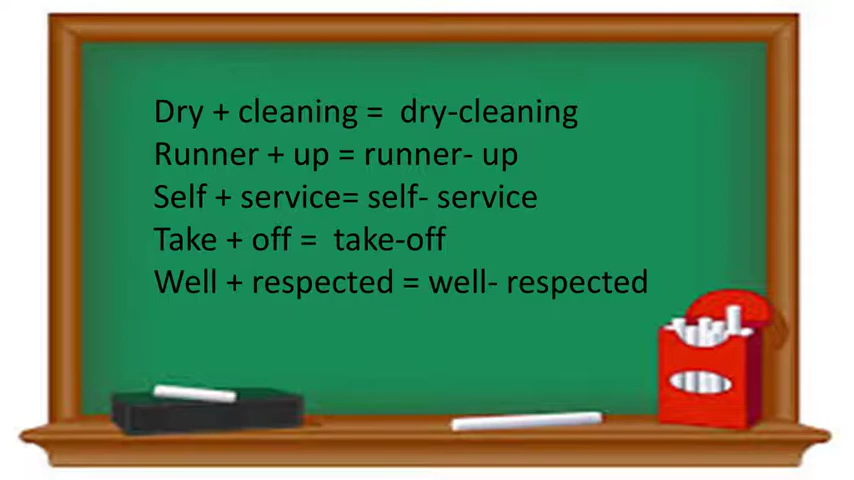 Dry + cleaning = dry-cleaning
Runner + up = runner- up
Self + service= self- service
Take + off = take-off
Well + respected = well- respected